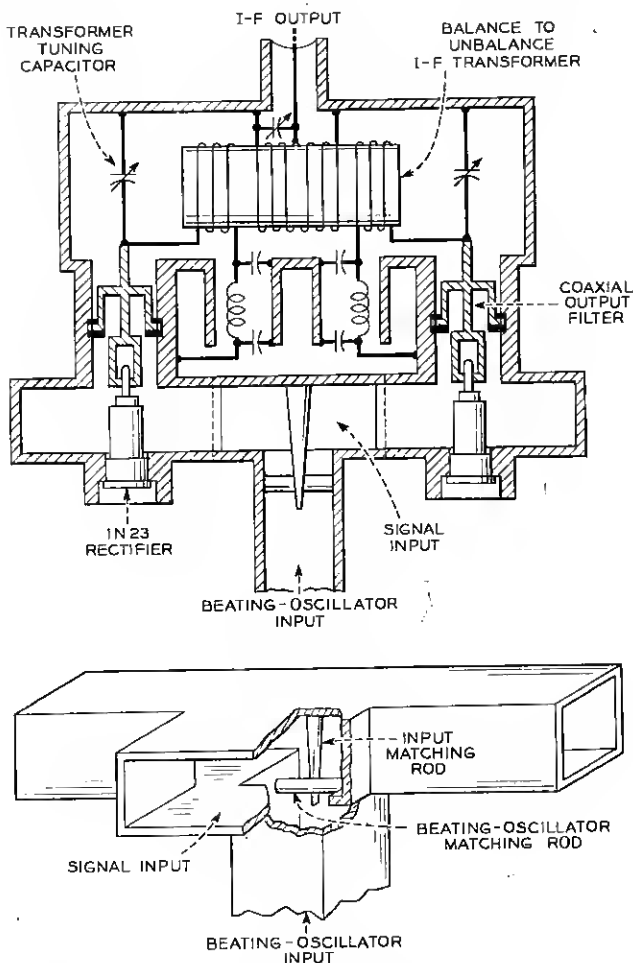 I-F OUTPUT
TRANSFORMER
TUNING
CAPACITOR
BALANCE TO
UNBALANCE
I-F TRANSFORMER
COAXIAL
OUTPUT
FILTER
1N23
RECTIFIER
SIGNAL
INPUT
BEATING-OSCILLATOR
INPUT
INPUT
MATCHING
ROD
BEATING-OSCILLATOR
MATCHING ROD
SIGNAL INPUT
BEATING-OSCILLATOR
INPUT